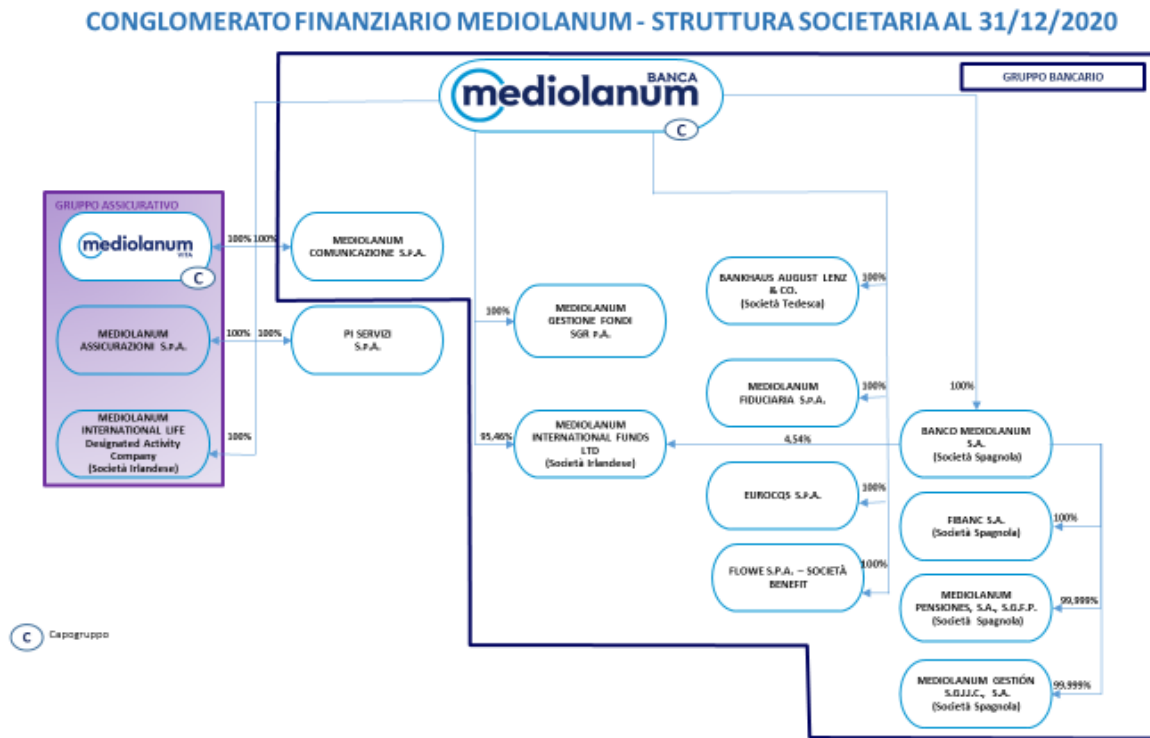 CONGLOMERATO FINANZIARIO MEDIOLANUM - STRUTTURA SOCIETARIA AL 31/12/2020
GRUPPO BANCARIO
BANCA
mediolanum
C
GRUPPO ASSICURATIVO
mediolanum
VITA
C
100%
100%
MEDIOLANUM
COMUNICAZIONE S.P.A.
MEDIOLANUM
ASSICURAZIONI S.P.A.
100%
100%
PI SERVIZI
S.P.A.
MEDIOLANUM
INTERNATIONAL LIFE
Designated Activity
Company
(Società Irlandese)
100%
100%
MEDIOLANUM
GESTIONE FONDI
SGR P.A.
95,46%
MEDIOLANUM
INTERNATIONAL FUNDS
LTD
(Società Irlandese)
4,54%
BANKHAUS AUGUST LENZ
& CO.
(Società Tedesca)
100%
MEDIOLANUM
FIDUCIARIA S.P.A.
100%
EUROCQS S.P.A.
100%
FLOWE S.P.A. – SOCIETÀ
BENEFIT
100%
100%
BANCO MEDIOLANUM
S.A.
(Società Spagnola)
FIBANC S.A.
(Società Spagnola)
100%
MEDIOLANUM
PENSIONES, S.A., S.G.F.P.
(Società Spagnola)
99,999%
MEDIOLANUM GESTIÓN
S.G.I.I.C., S.A.
(Società Spagnola)
99,999%
C
Capogruppo